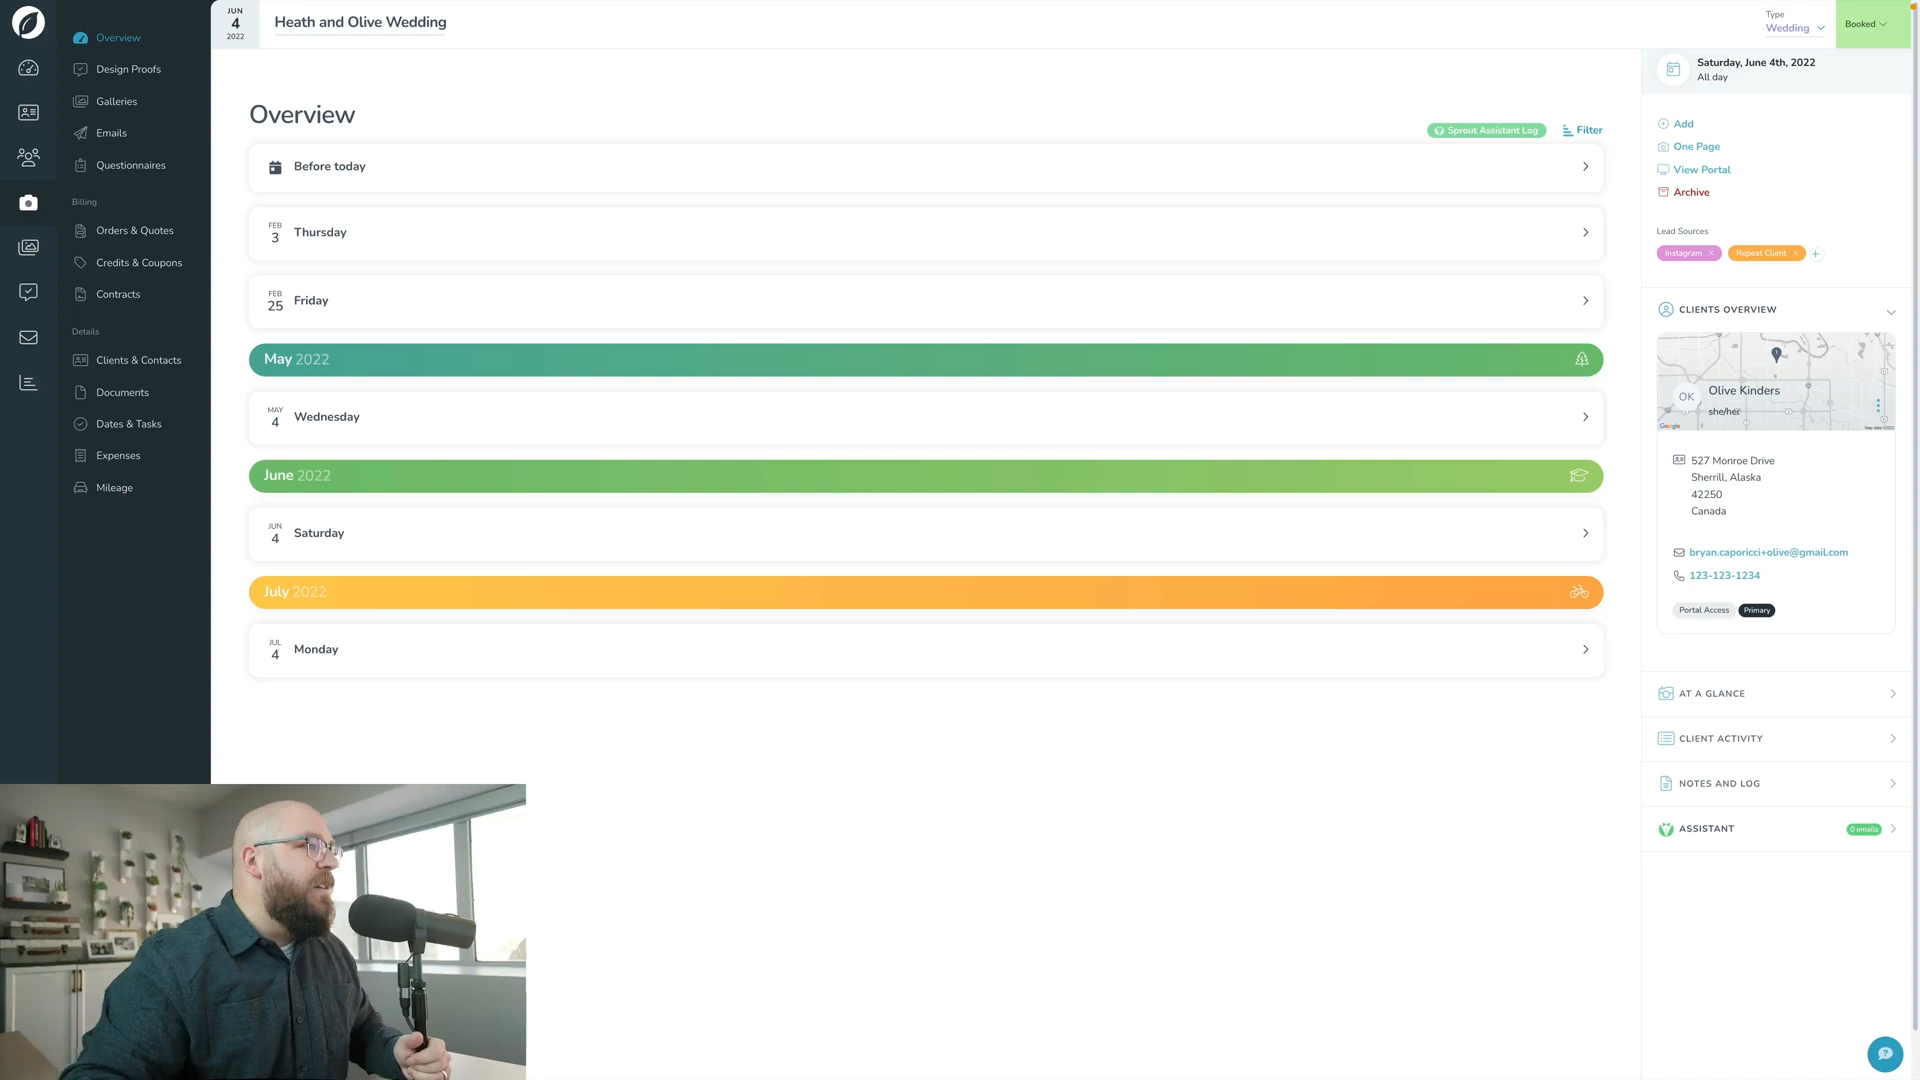 JUN
4
2022
Heath and Olive Wedding
Type
Wedding
Booked
Overview
Design Proofs
Galleries
Emails
Questionnaires
Billing
Orders & Quotes
Credits & Coupons
Contracts
Details
Clients & Contacts
Documents
Dates & Tasks
Expenses
Mileage
Overview
Sprout Assistant Log
Filter
Before today
FEB
3
Thursday
FEB
25
Friday
May 2022
MAY
4
Wednesday
June 2022
JUN
4
Saturday
July 2022
JUL
4
Monday
Saturday, June 4th, 2022
All day
Add
One Page
View Portal
Archive
Lead Sources
Instagram
Repeat Client
CLIENTS OVERVIEW
OK
Olive Kinders
she/her
Google
Map data ©2022
527 Monroe Drive
Sherrill, Alaska
42250
Canada
bryan.caporicci+olive@gmail.com
123-123-1234
Portal Access
Primary
AT A GLANCE
CLIENT ACTIVITY
NOTES AND LOG
ASSISTANT
0 emails